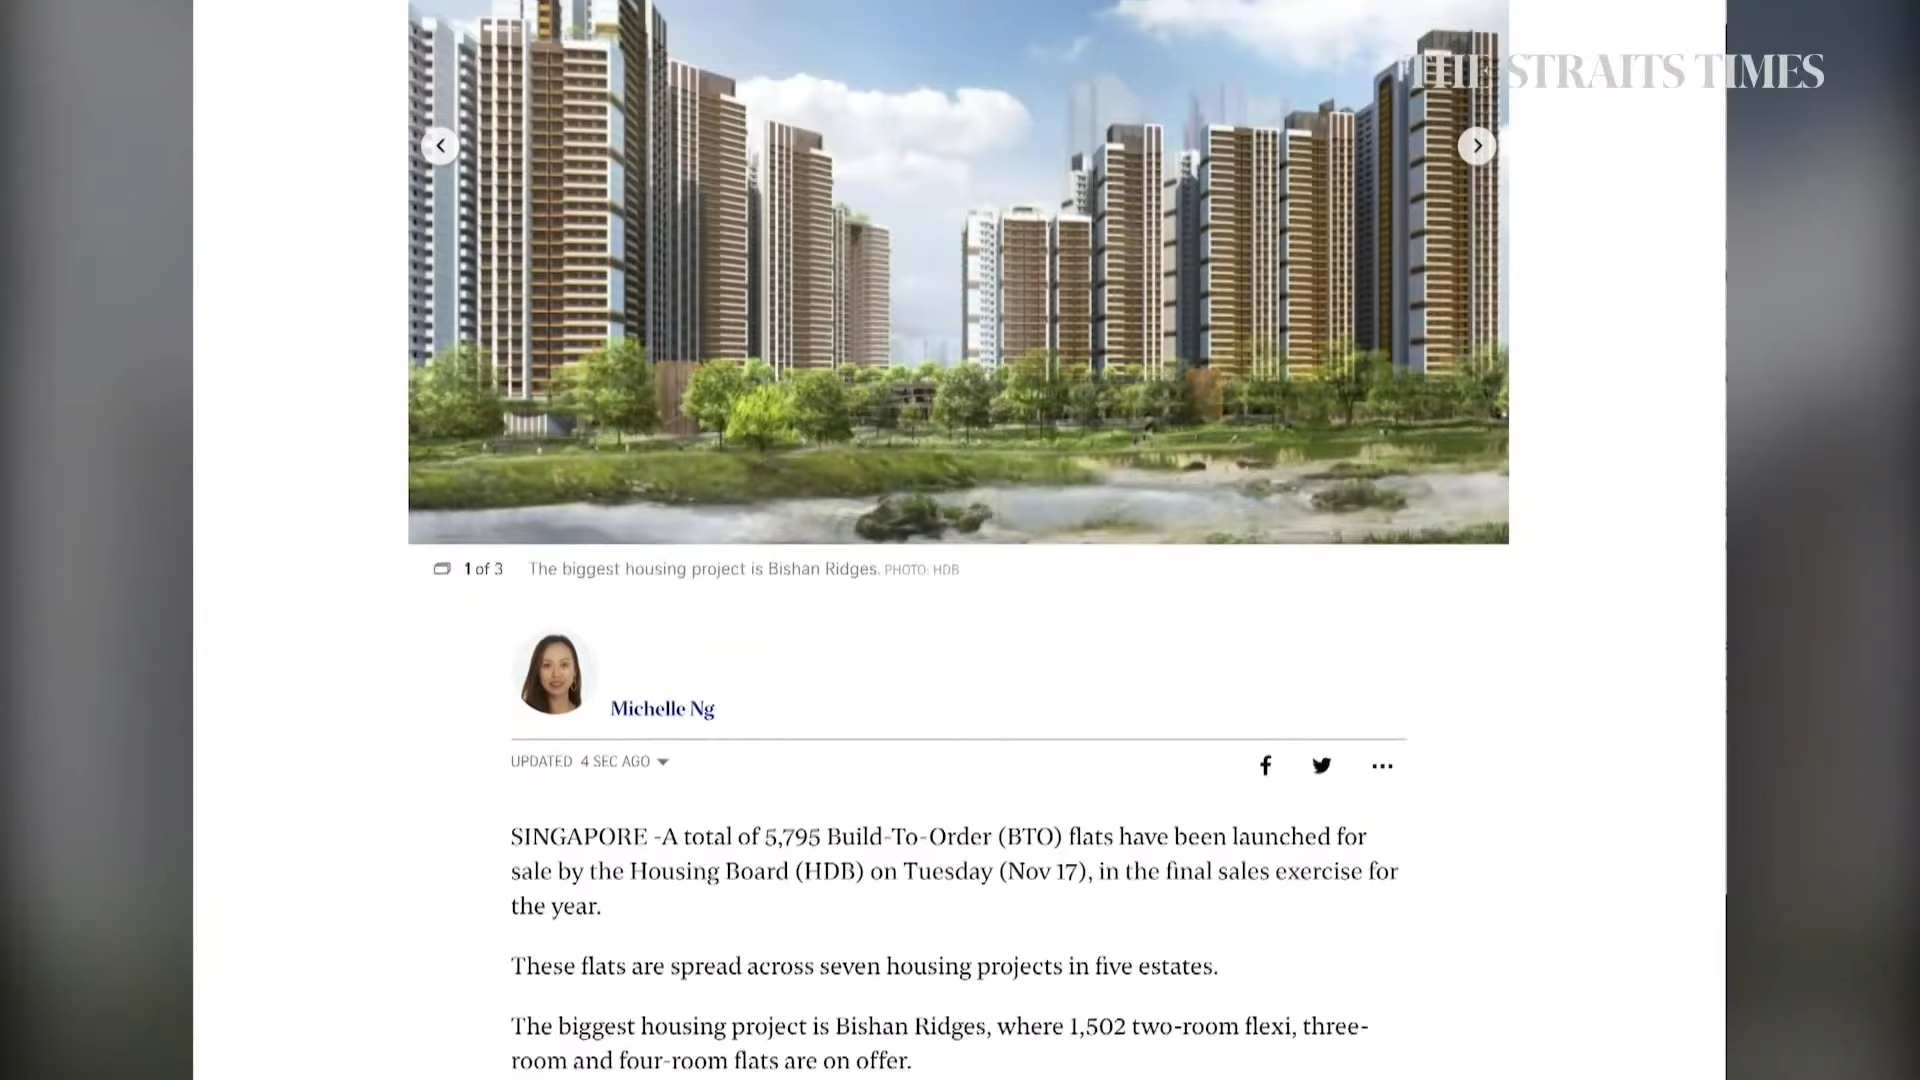 THE STRAITS TIMES
1 of 3 The biggest housing project is Bishan Ridges. PHOTO: HDB
Michelle Ng
UPDATED 4 SEC AGO
SINGAPORE -A total of 5,795 Build-To-Order (BTO) flats have been launched for
sale by the Housing Board (HDB) on Tuesday (Nov 17), in the final sales exercise for
the year.
These flats are spread across seven housing projects in five estates.
The biggest housing project is Bishan Ridges, where 1,502 two-room flexi, three-
room and four-room flats are on offer.